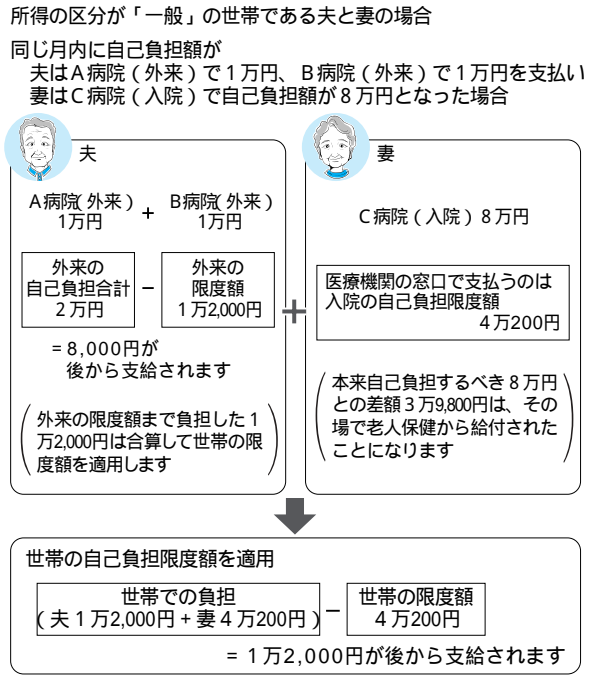 所得の区分が「一般」の世帯である夫と妻の場合
同じ月内に自己負担額が
夫はＡ病院（外来）で１万円、Ｂ病院（外来）で１万円を支払い
妻はＣ病院（入院）で自己負担額が８万円となった場合
夫
Ａ病院（外来） ＋ Ｂ病院（外来）
１万円 １万円
外来の
自己負担合計
２万円
－
外来の
限度額
１万2,000円
＝8,000円が
後から支給されます
（外来の限度額まで負担した１
万2,000円は合算して世帯の限
度額を適用します）
＋
妻
Ｃ病院（入院）８万円
医療機関の窓口で支払うのは
入院の自己負担限度額
４万200円
（本来自己負担するべき８万円
との差額３万9,800円は、その
場で老人保健から給付された
ことになります）
世帯の自己負担限度額を適用
世帯での負担
（夫１万2,000円＋妻４万200円）
－
世帯の限度額
４万200円
＝１万2,000円が後から支給されます